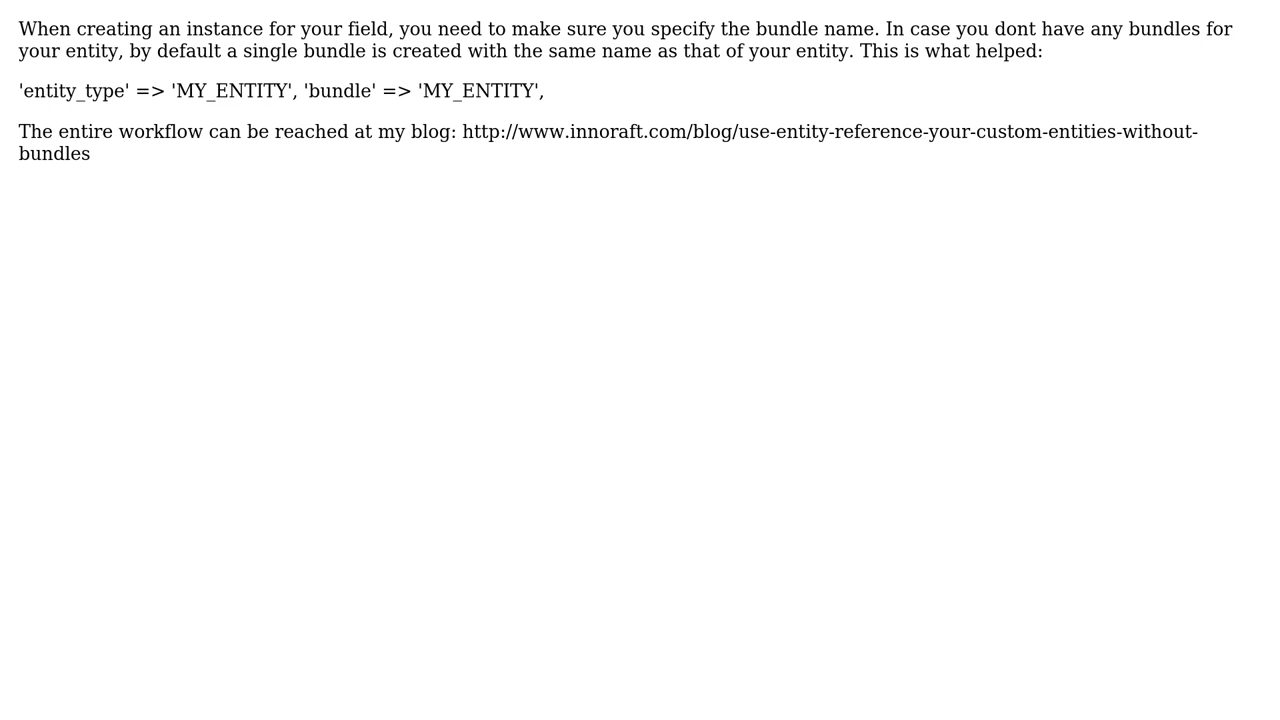 When creating an instance for your field, you need to make sure you specify the bundle name. In case you dont have any bundles for
your entity, by default a single bundle is created with the same name as that of your entity. This is what helped:
'entity_type' => 'MY_ENTITY', 'bundle' => 'MY_ENTITY',
The entire workflow can be reached at my blog: http://www.innoraft.com/blog/use-entity-reference-your-custom-entities-without-
bundles